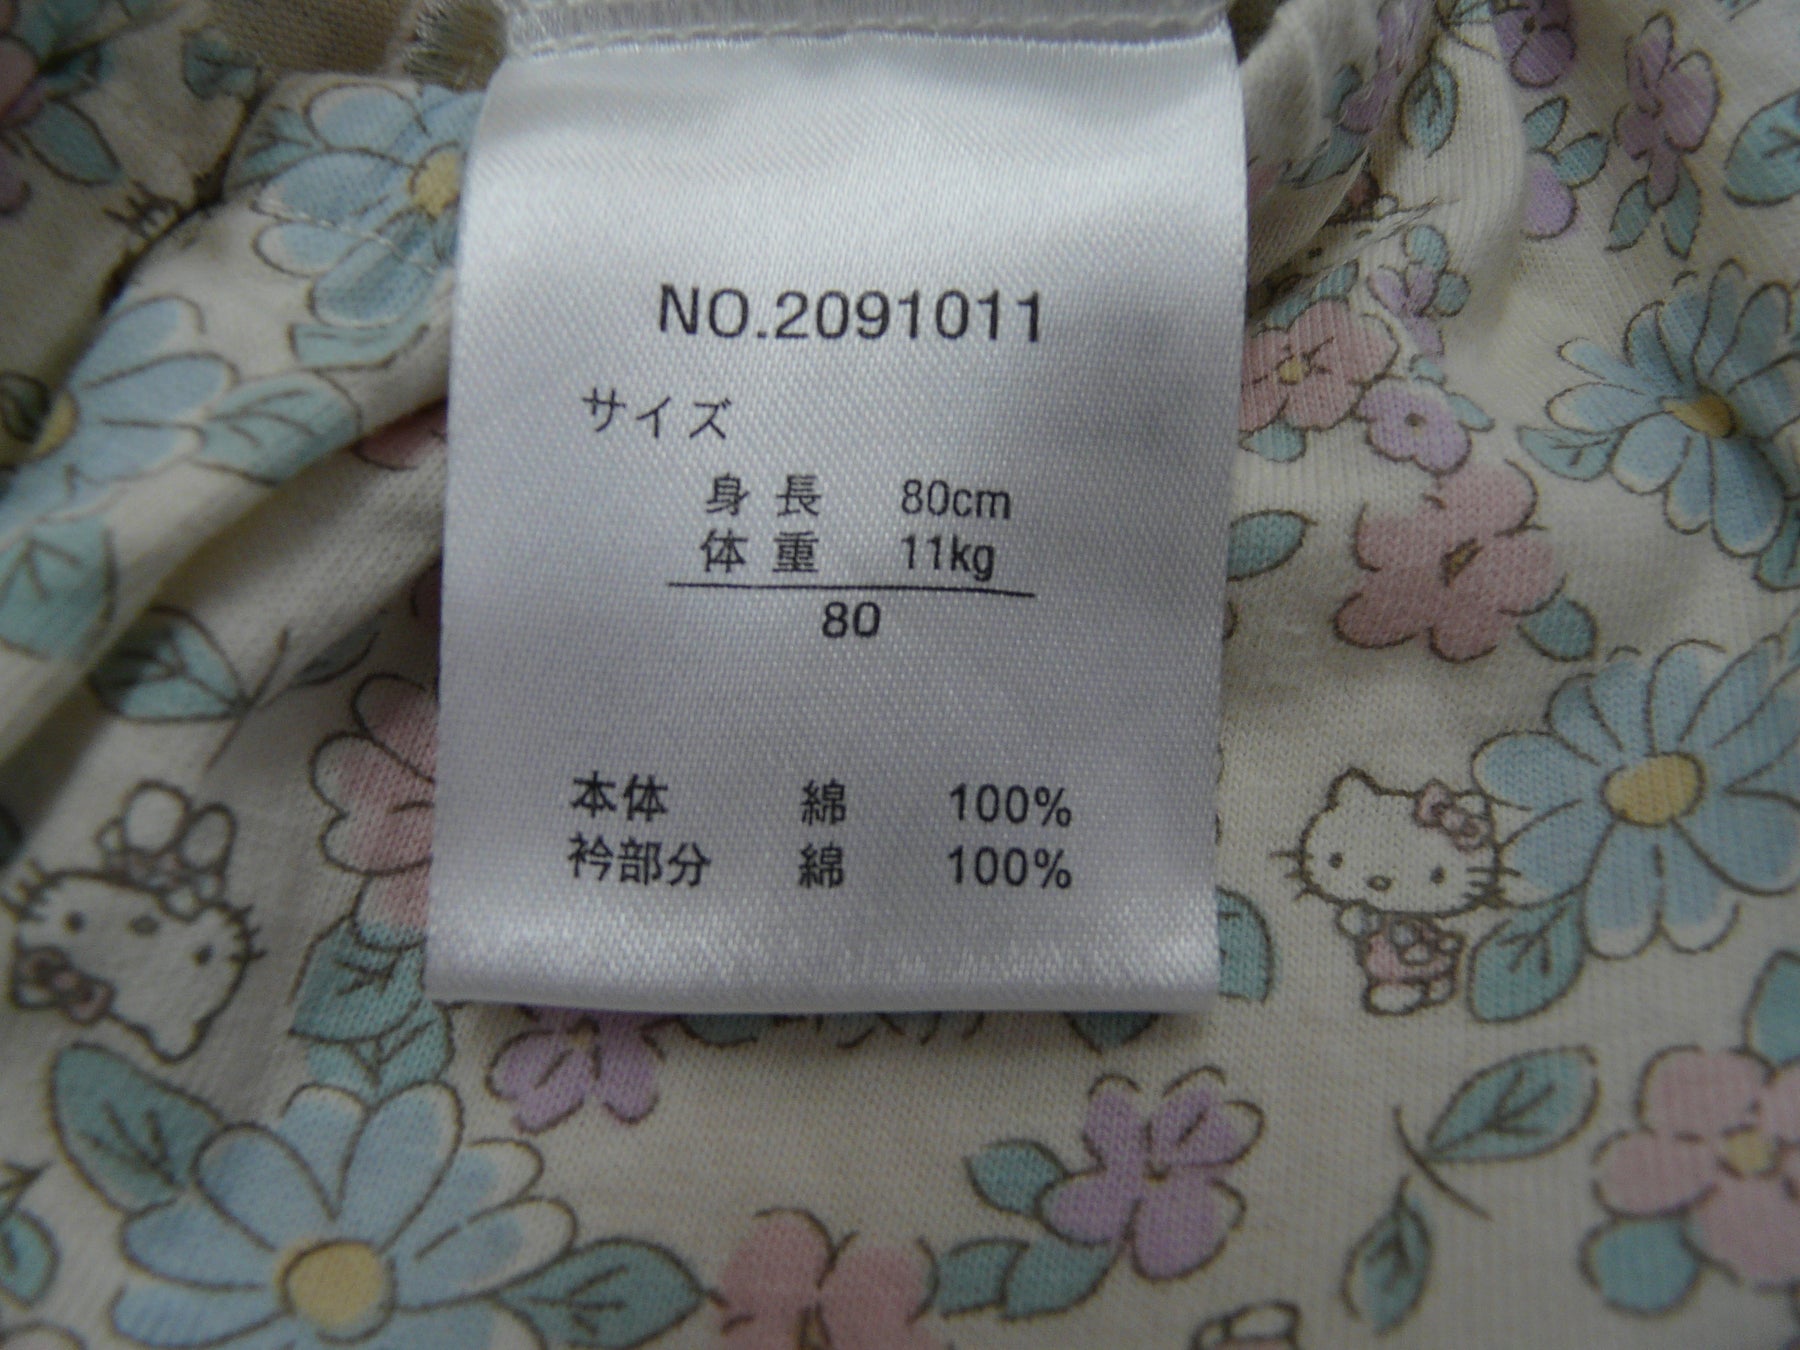 NO.2091011
サイズ
身長 80cm
体重 11kg
80
本体 綿 100%
衿部分 綿 100%